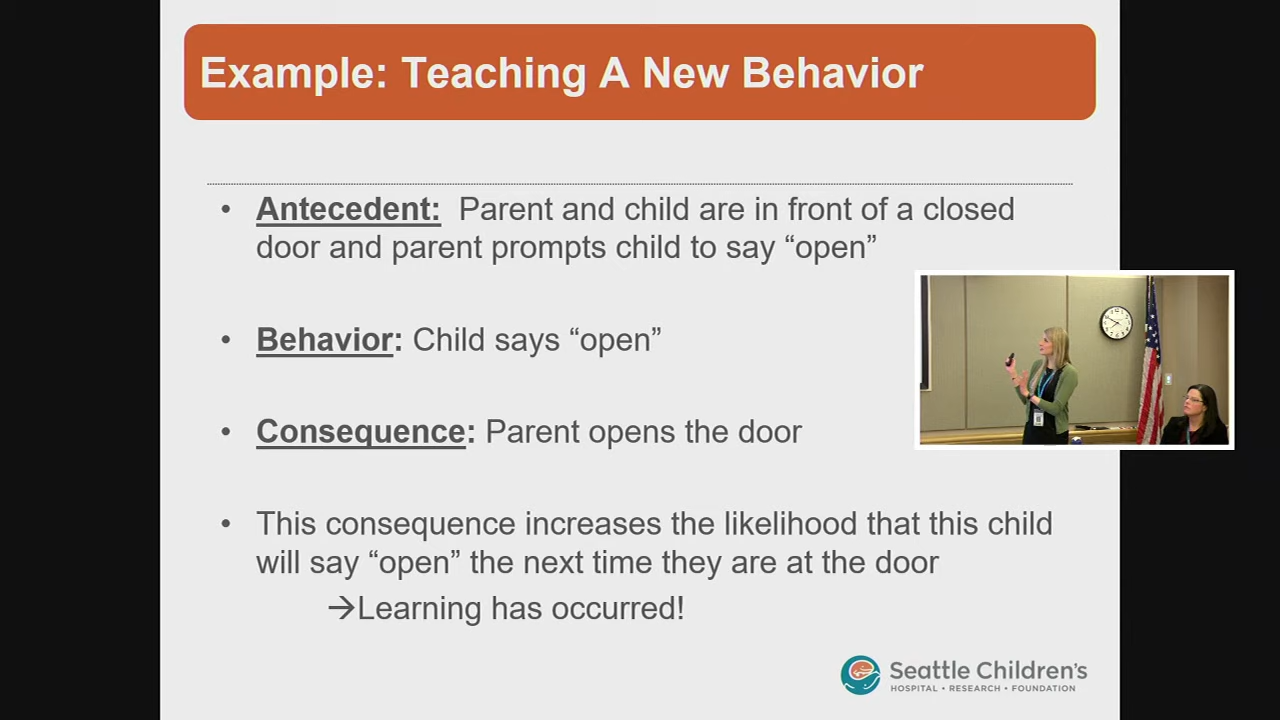 Example: Teaching A New Behavior
• Antecedent: Parent and child are in front of a closed
door and parent prompts child to say “open”
• Behavior: Child says “open”
• Consequence: Parent opens the door
• This consequence increases the likelihood that this child
will say “open” the next time they are at the door
→Learning has occurred!
Seattle Children's
HOSPITAL • RESEARCH • FOUNDATION